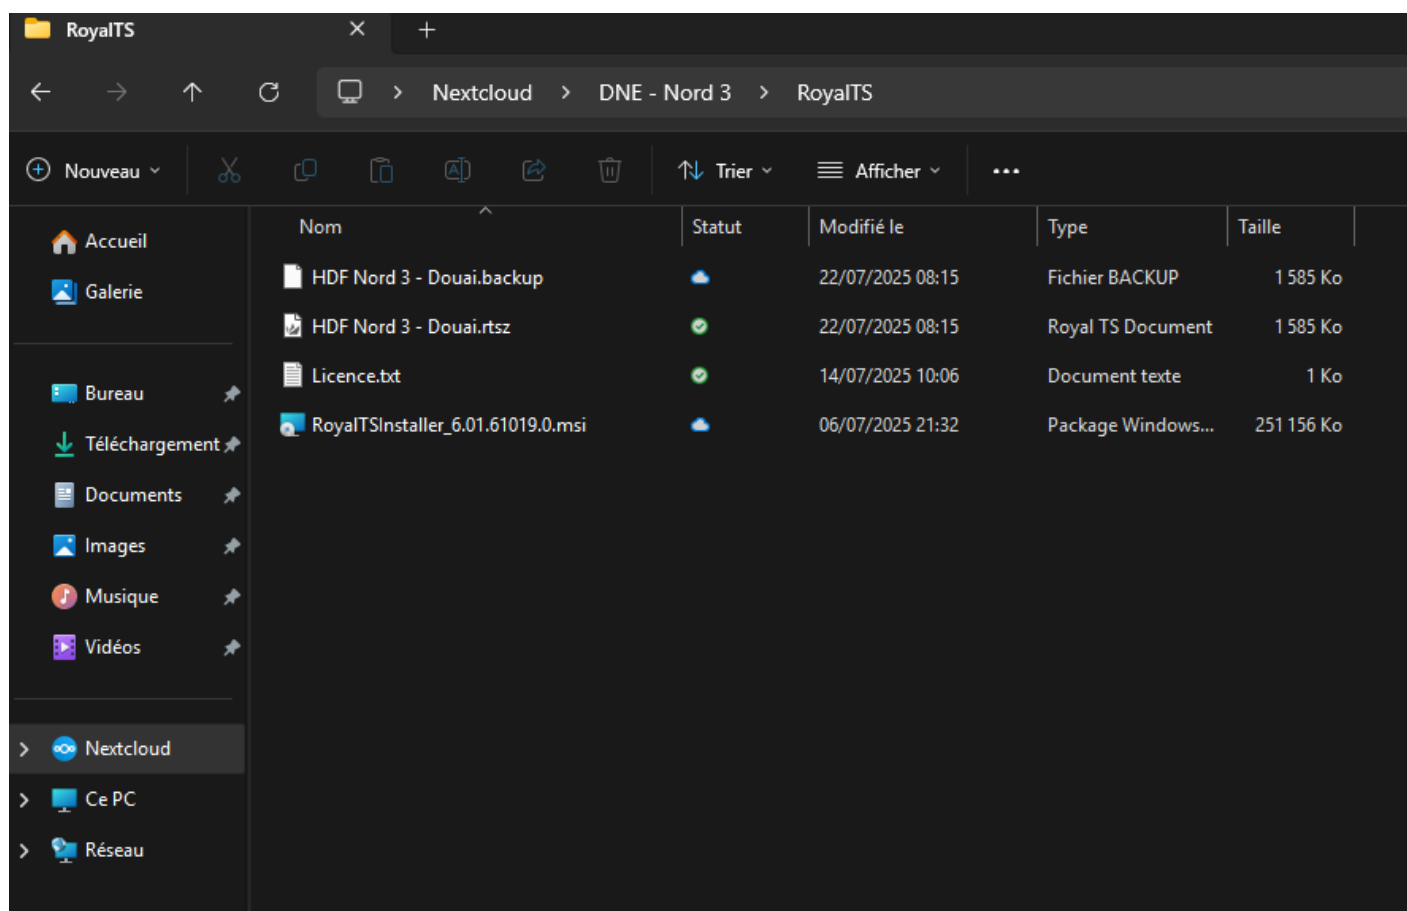 RoyalTS
Nextcloud > DNE - Nord 3 > RoyalTS
Nouveau Trier Afficher
Nom Statut Modifié le Type Taille
HDF Nord 3 - Douai.backup 22/07/2025 08:15 Fichier BACKUP 1 585 Ko
HDF Nord 3 - Douai.rtsz 22/07/2025 08:15 Royal TS Document 1 585 Ko
Licence.txt 14/07/2025 10:06 Document texte 1 Ko
RoyalTSInstaller_6.01.61019.0.msi 06/07/2025 21:32 Package Windows... 251 156 Ko
Accueil
Galerie
Bureau
Téléchargement
Documents
Images
Musique
Vidéos
Nextcloud
Ce PC
Réseau